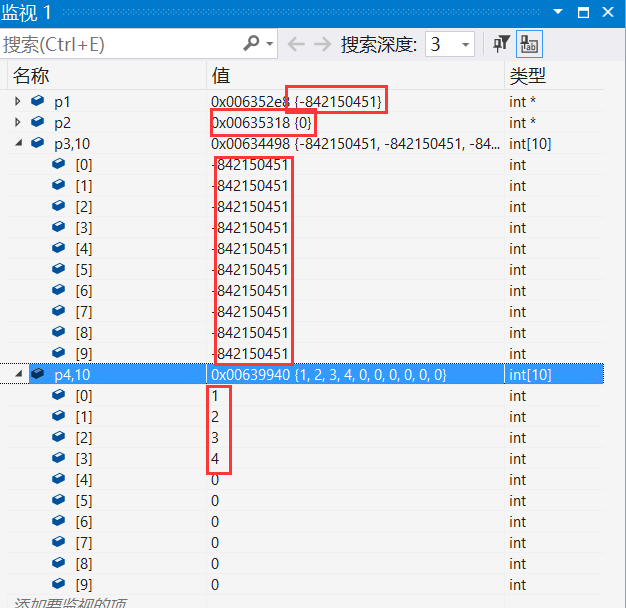 监视 1
搜索(Ctrl+E) 搜索深度: 3
名称 值 类型
p1 0x006352e8 {-842150451} int *
p2 0x00635318 {0} int *
p3,10 0x00634498 {-842150451, -842150451, -84... int[10]
[0] -842150451 int
[1] -842150451 int
[2] -842150451 int
[3] -842150451 int
[4] -842150451 int
[5] -842150451 int
[6] -842150451 int
[7] -842150451 int
[8] -842150451 int
[9] -842150451 int
p4,10 0x00639940 {1, 2, 3, 4, 0, 0, 0, 0, 0, 0} int[10]
[0] 1 int
[1] 2 int
[2] 3 int
[3] 4 int
[4] 0 int
[5] 0 int
[6] 0 int
[7] 0 int
[8] 0 int
[9] 0 int
添加要监视的项